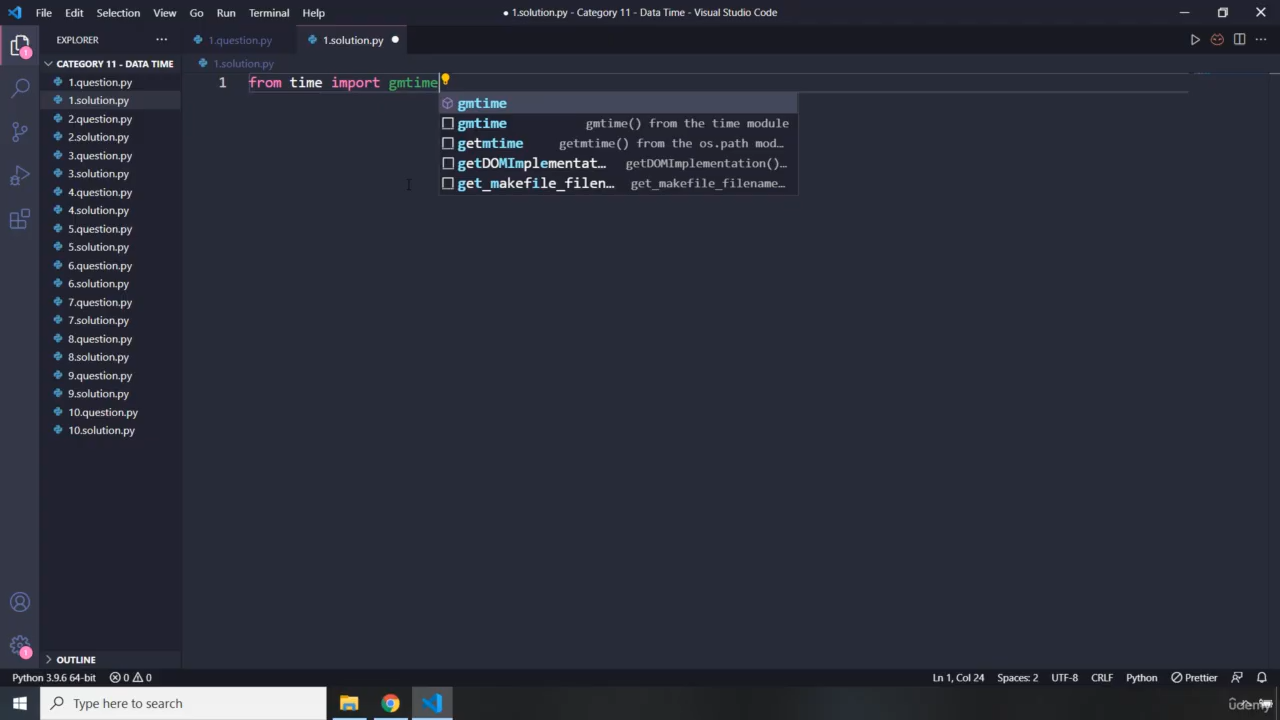 File Edit Selection View Go Run Terminal Help
● 1.solution.py - Category 11 - Data Time - Visual Studio Code
EXPLORER
1.question.py
1.solution.py
CATEGORY 11 - DATA TIME
1.question.py
1.solution.py
2.question.py
2.solution.py
3.question.py
3.solution.py
4.question.py
4.solution.py
5.question.py
5.solution.py
6.question.py
6.solution.py
7.question.py
7.solution.py
8.question.py
8.solution.py
9.question.py
9.solution.py
10.question.py
10.solution.py
OUTLINE
1.solution.py
1 from time import gmtime
gmtime
gmtime gmtime() from the time module
getmtime getmtime() from the os.path mod…
getDOMImplementat… getDOMImplementation()…
get_makefile_filen… get_makefile_filename…
1
1
Python 3.9.6 64-bit 0 0 Ln 1, Col 24 Spaces: 2 UTF-8 CRLF Python Prettier
Type here to search
udemy